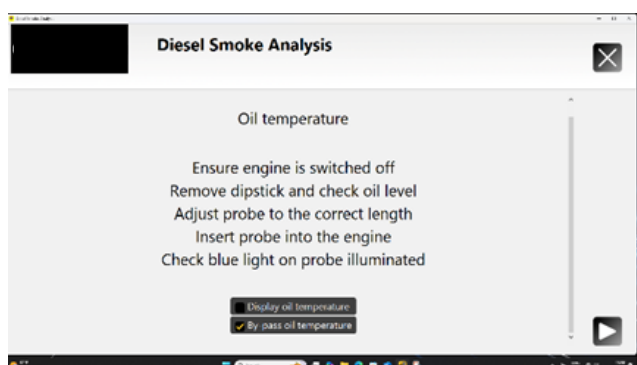 Diesel Smoke Analysis
Oil temperature
Ensure engine is switched off
Remove dipstick and check oil level
Adjust probe to the correct length
Insert probe into the engine
Check blue light on probe illuminated
Display oil temperature
By-pass oil temperature